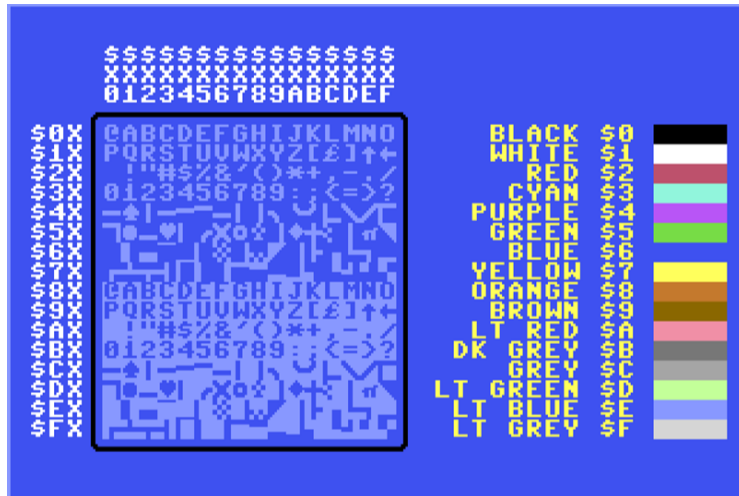 $$$$$$$$$$$$$$$$
XXXXXXXXXXXXXXXX
0123456789ABCDEF
$0X @ABCDEFGHIJKLMNO BLACK $0
$1X PQRSTUVWXYZ[£]↑← WHITE $1
$2X !"#$%&'()*+,-./ RED $2
$3X 0123456789:;<=>? CYAN $3
$4X PURPLE $4
$5X GREEN $5
$6X BLUE $6
$7X YELLOW $7
$8X @ABCDEFGHIJKLMNO ORANGE $8
$9X PQRSTUVWXYZ[£]↑← BROWN $9
$AX !"#$%&'()*+,-./ LT RED $A
$BX 0123456789:;<=>? DK GREY $B
$CX GREY $C
$DX LT GREEN $D
$EX LT BLUE $E
$FX LT GREY $F